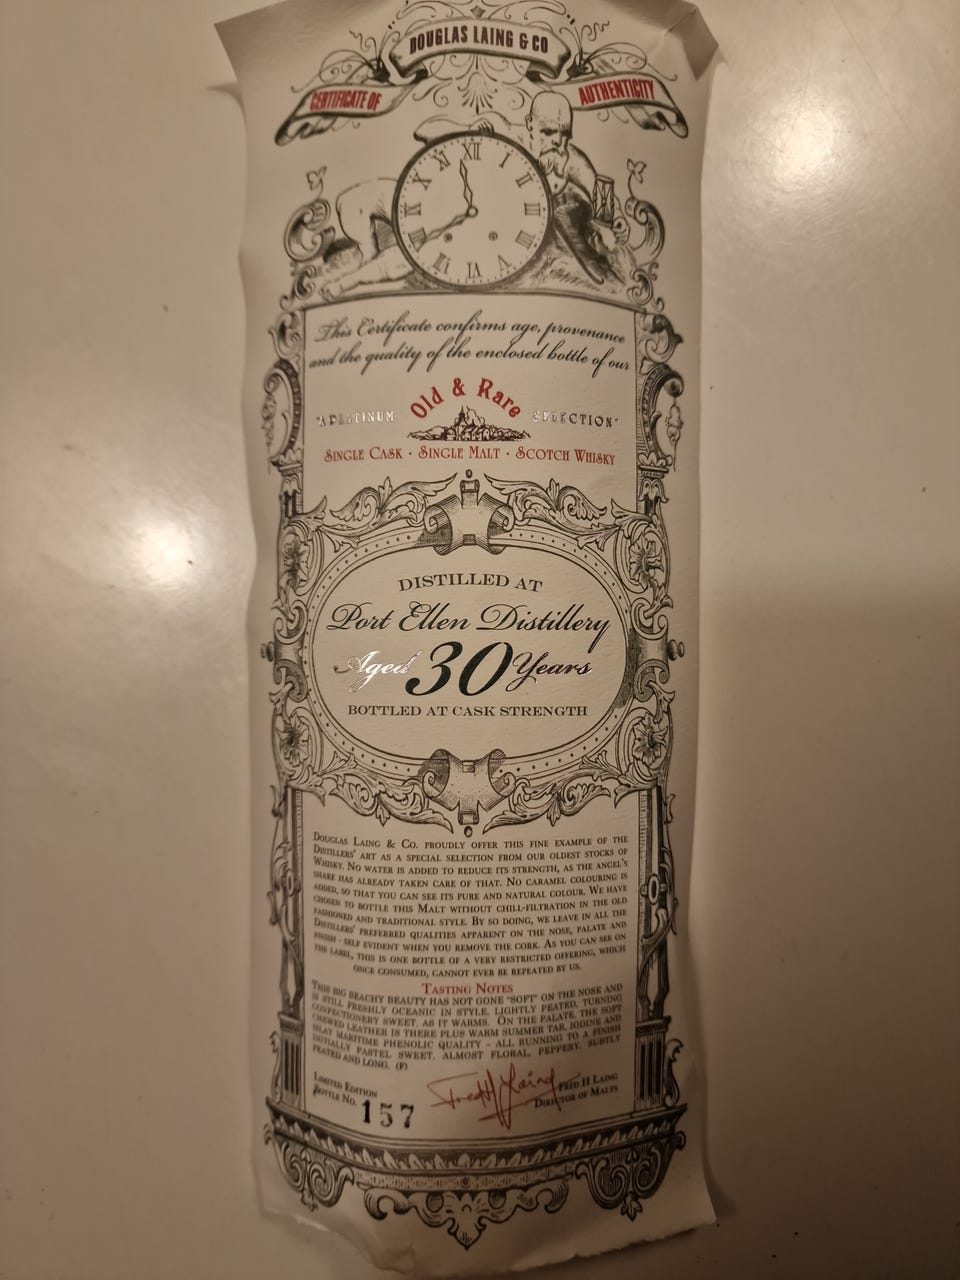 DOUGLAS LAING & CO
CERTIFICATE OF AUTHENTICITY
XII I II III IIII V VI VII VIII IX X XI
This Certificate confirms age, provenance
and the quality of the enclosed bottle of our
"A PLATINUM Old & Rare SELECTION"
SINGLE CASK · SINGLE MALT · SCOTCH WHISKY
DISTILLED AT
Port Ellen Distillery
Aged 30 Years
BOTTLED AT CASK STRENGTH
DOUGLAS LAING & CO. PROUDLY OFFER THIS FINE EXAMPLE OF THE
DISTILLERS' ART AS A SPECIAL SELECTION FROM OUR OLDEST STOCKS OF
WHISKY. NO WATER IS ADDED TO REDUCE ITS STRENGTH, AS THE ANGEL'S
SHARE HAS ALREADY TAKEN CARE OF THAT. NO CARAMEL COLOURING IS
ADDED, SO THAT YOU CAN SEE ITS PURE AND NATURAL COLOUR. WE HAVE
CHOSEN TO BOTTLE THIS MALT WITHOUT CHILL-FILTRATION IN THE OLD
FASHIONED AND TRADITIONAL STYLE. BY SO DOING, WE LEAVE IN ALL THE
DISTILLERS' PREFERRED QUALITIES APPARENT ON THE NOSE, PALATE AND
FINISH - SELF EVIDENT WHEN YOU REMOVE THE CORK. AS YOU CAN SEE ON
THE LABEL, THIS IS ONE BOTTLE OF A VERY RESTRICTED OFFERING, WHICH
ONCE CONSUMED, CANNOT EVER BE REPEATED BY US.
TASTING NOTES
THIS BIG BEACHY BEAUTY HAS NOT GONE "SOFT" ON THE NOSE AND
IS STILL FRESHLY OCEANIC IN STYLE, LIGHTLY PEATED, TURNING
CONFECTIONERY SWEET, AS IT WARMS. ON THE PALATE, THE SOFT
CHEWED LEATHER IS THERE PLUS WARM SUMMER TAR, IODINE AND
ISLAY MARITIME PHENOLIC QUALITY - ALL RUNNING TO A FINISH
INITIALLY PASTEL SWEET, ALMOST FLORAL, PEPPERY, SUBTLY
PEATED AND LONG. (F)
LIMITED EDITION
BOTTLE NO. 157
Fred H Laing
FRED H LAING
DIRECTOR OF MALTS